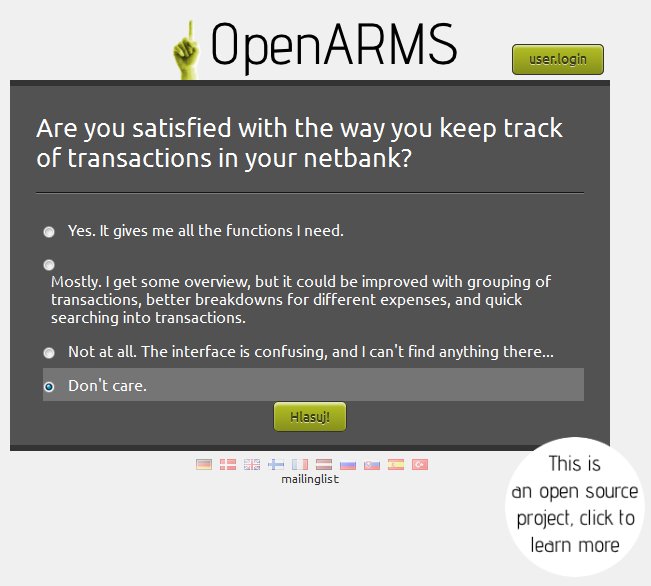 OpenARMS
user.login
Are you satisfied with the way you keep track
of transactions in your netbank?
Yes. It gives me all the functions I need.
Mostly. I get some overview, but it could be improved with grouping of
transactions, better breakdowns for different expenses, and quick
searching into transactions.
Not at all. The interface is confusing, and I can't find anything there...
Don't care.
Hlasuj!
mailinglist
This is
an open source
project, click to
learn more